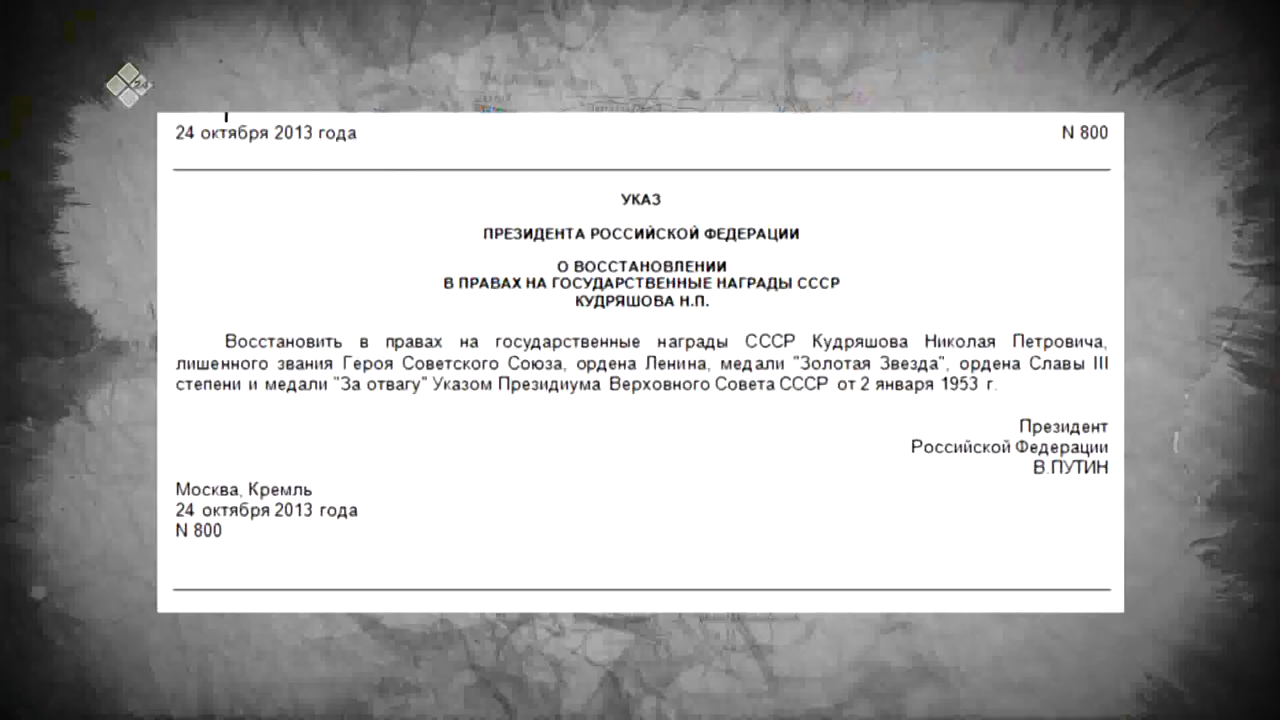 24 октября 2013 года N 800
УКАЗ
ПРЕЗИДЕНТА РОССИЙСКОЙ ФЕДЕРАЦИИ
О ВОССТАНОВЛЕНИИ
В ПРАВАХ НА ГОСУДАРСТВЕННЫЕ НАГРАДЫ СССР
КУДРЯШОВА Н.П.
Восстановить в правах на государственные награды СССР Кудряшова Николая Петровича,
лишенного звания Героя Советского Союза, ордена Ленина, медали "Золотая Звезда", ордена Славы III
степени и медали "За отвагу" Указом Президиума Верховного Совета СССР от 2 января 1953 г.
Президент
Российской Федерации
В.ПУТИН
Москва, Кремль
24 октября 2013 года
N 800